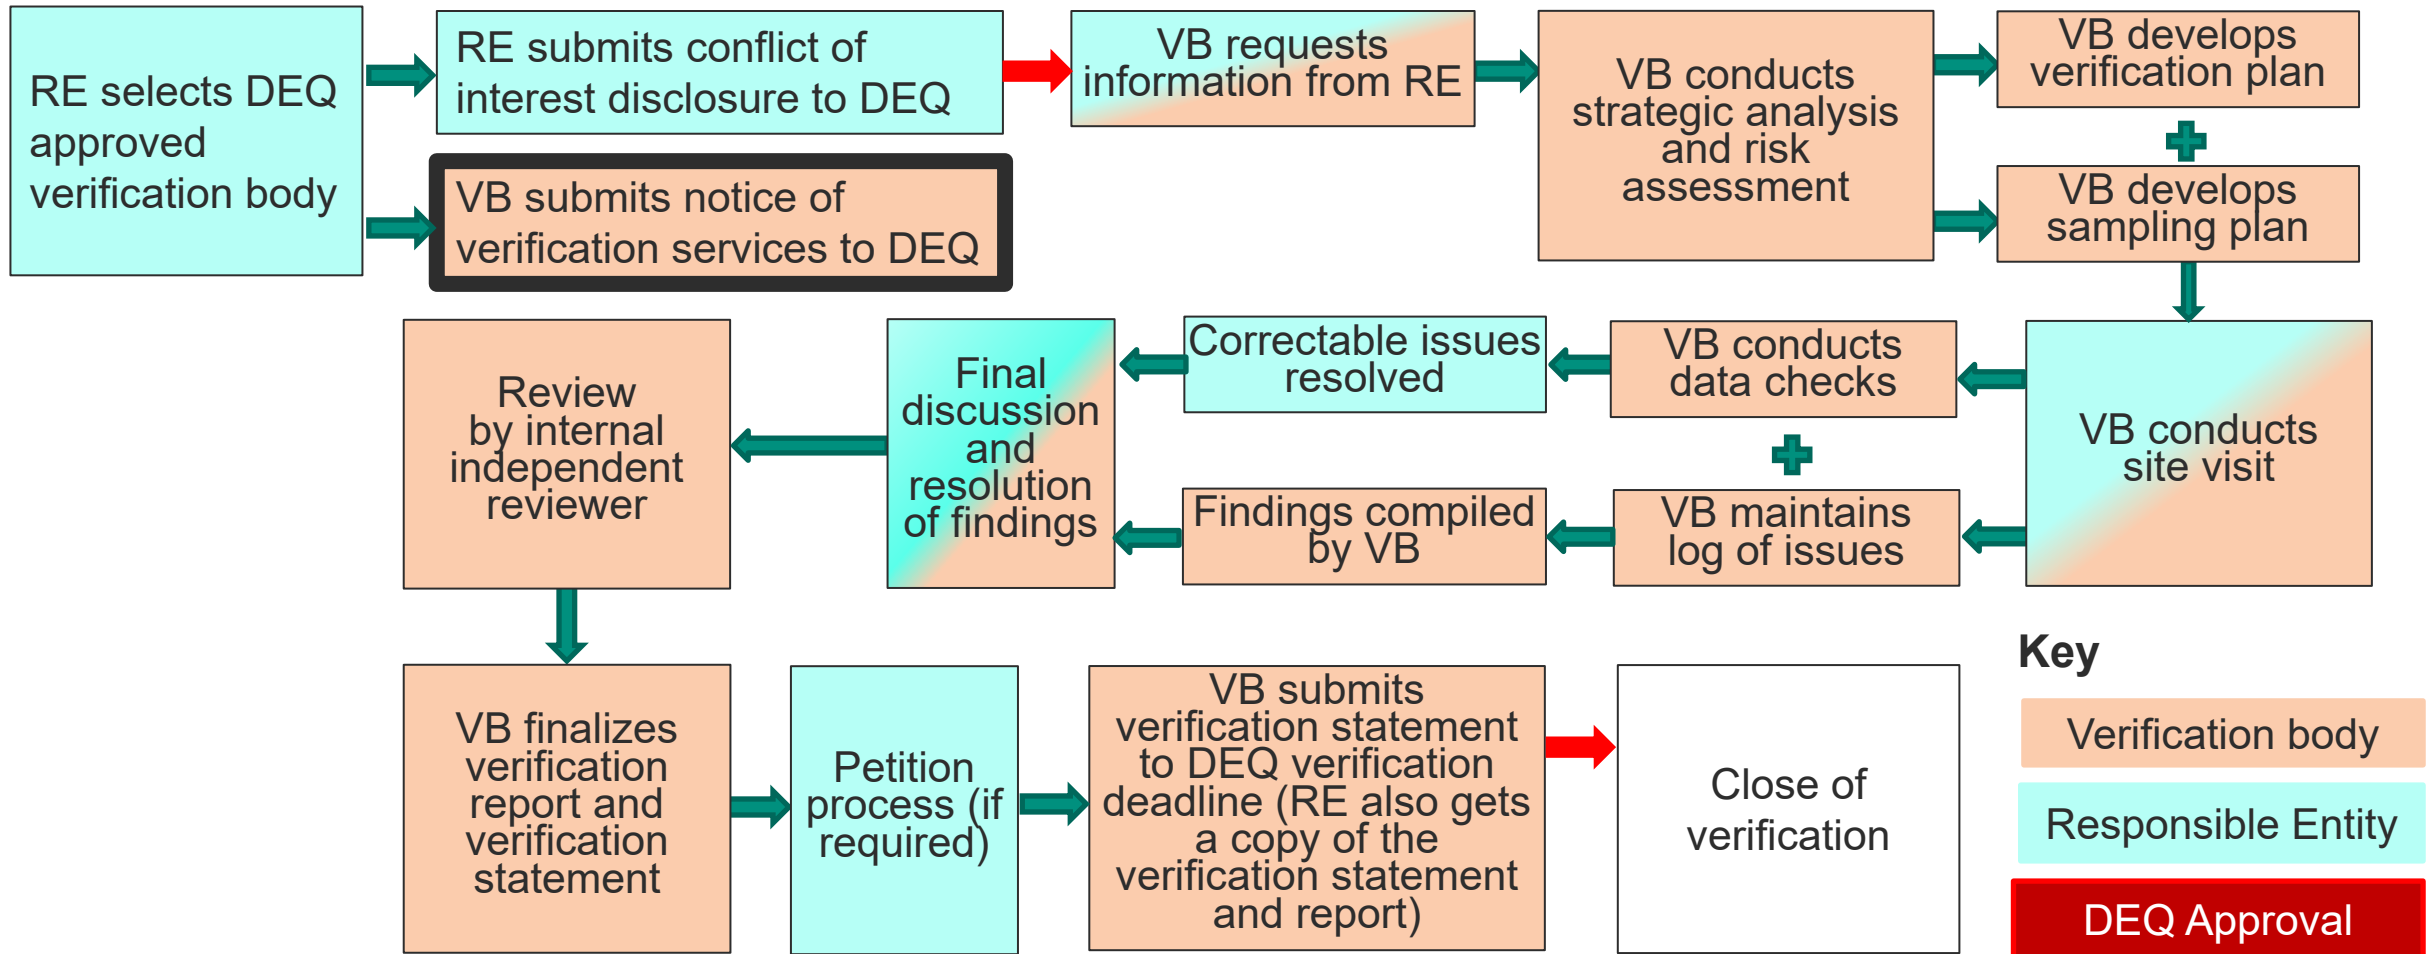 RE selects DEQ
approved
verification body
RE submits conflict of
interest disclosure to DEQ
VB submits notice of
verification services to DEQ
VB requests
information from RE
VB conducts
strategic analysis
and risk
assessment
VB develops
verification plan
VB develops
sampling plan
VB conducts
site visit
VB conducts
data checks
VB maintains
log of issues
Correctable issues
resolved
Findings compiled
by VB
Final
discussion
and
resolution
of findings
Review
by internal
independent
reviewer
VB finalizes
verification
report and
verification
statement
Petition
process (if
required)
VB submits
verification statement
to DEQ verification
deadline (RE also gets
a copy of the
verification statement
and report)
Close of
verification
Key
Verification body
Responsible Entity
DEQ Approval